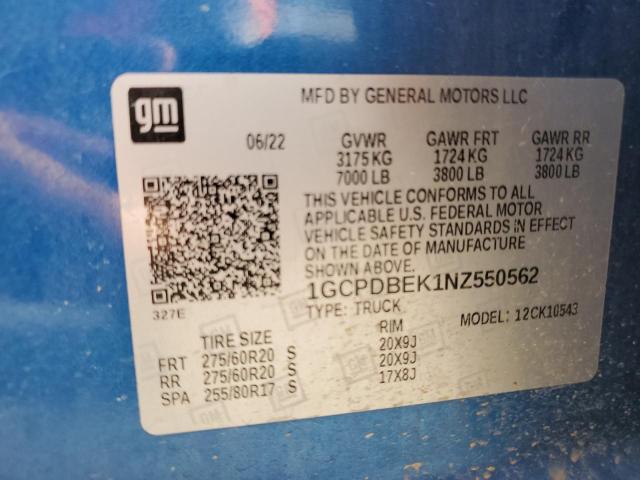 gm
MFD BY GENERAL MOTORS LLC
06/22 GVWR GAWR FRT GAWR RR
3175 KG 1724 KG 1724 KG
7000 LB 3800 LB 3800 LB
THIS VEHICLE CONFORMS TO ALL
APPLICABLE U.S. FEDERAL MOTOR
VEHICLE SAFETY STANDARDS IN EFFECT
ON THE DATE OF MANUFACTURE
SHOWN ABOVE.
327E
1GCPDBEK1NZ550562
TYPE: TRUCK MODEL: 12CK10543
TIRE SIZE RIM
FRT 275/60R20 S 20X9J
RR 275/60R20 S 20X9J
SPA 255/80R17 S 17X8J